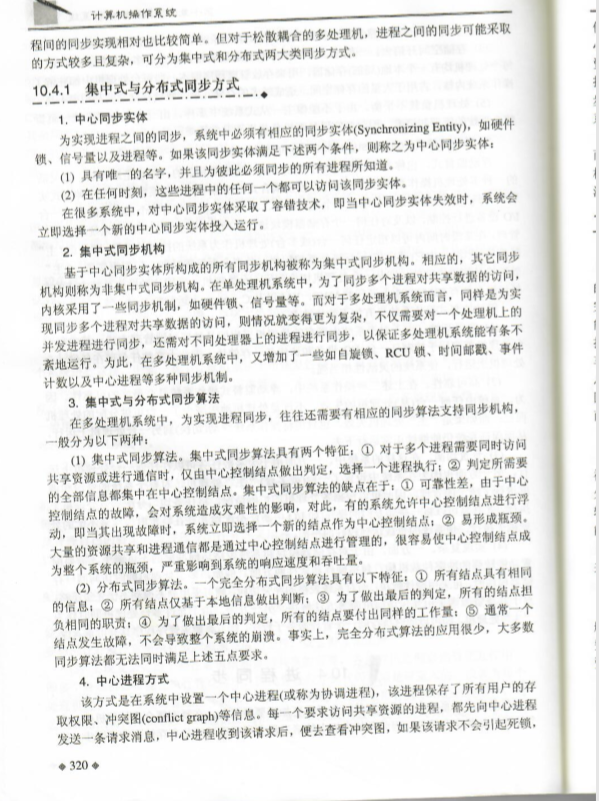 计算机操作系统
程间的同步实现相对也比较简单。但对于松散耦合的多处理机，进程之间的同步可能采取
的方式较多且复杂，可分为集中式和分布式两大类同步方式。
10.4.1 集中式与分布式同步方式
1. 中心同步实体
为实现进程之间的同步，系统中必须有相应的同步实体(Synchronizing Entity)，如硬件
锁、信号量以及进程等。如果该同步实体满足下述两个条件，则称之为中心同步实体：
(1) 具有唯一的名字，并且为彼此必须同步的所有进程所知道。
(2) 在任何时刻，这些进程中的任何一个都可以访问该同步实体。
在很多系统中，对中心同步实体采取了容错技术，即当中心同步实体失效时，系统会
立即选择一个新的中心同步实体投入运行。
2. 集中式同步机构
基于中心同步实体所构成的所有同步机构被称为集中式同步机构。相应的，其它同步
机构则称为非集中式同步机构。在单处理机系统中，为了同步多个进程对共享数据的访问，
内核采用了一些同步机制，如硬件锁、信号量等。而对于多处理机系统而言，同样是为实
现同步多个进程对共享数据的访问，则情况就变得更为复杂，不仅需要对一个处理机上的
并发进程进行同步，还需对不同处理器上的进程进行同步，以保证多处理机系统能有条不
紊地运行。为此，在多处理机系统中，又增加了一些如自旋锁、RCU 锁、时间邮戳、事件
计数以及中心进程等多种同步机制。
3. 集中式与分布式同步算法
在多处理机系统中，为实现进程同步，往往还需要有相应的同步算法支持同步机构，
一般分为以下两种：
(1) 集中式同步算法。集中式同步算法具有两个特征：① 对于多个进程需要同时访问
共享资源或进行通信时，仅由中心控制结点做出判定，选择一个进程执行；② 判定所需要
的全部信息都集中在中心控制结点。集中式同步算法的缺点在于：① 可靠性差，由于中心
控制结点的故障，会对系统造成灾难性的影响，对此，有的系统允许中心控制结点进行浮
动，即当其出现故障时，系统立即选择一个新的结点作为中心控制结点；② 易形成瓶颈。
大量的资源共享和进程通信都是通过中心控制结点进行管理的，很容易使中心控制结点成
为整个系统的瓶颈，严重影响到系统的响应速度和吞吐量。
(2) 分布式同步算法。一个完全分布式同步算法具有以下特征：① 所有结点具有相同
的信息；② 所有结点仅基于本地信息做出判断；③ 为了做出最后的判定，所有的结点担
负相同的职责；④ 为了做出最后的判定，所有的结点要付出同样的工作量；⑤ 通常一个
结点发生故障，不会导致整个系统的崩溃。事实上，完全分布式算法的应用很少，大多数
同步算法都无法同时满足上述五点要求。
4. 中心进程方式
该方式是在系统中设置一个中心进程(或称为协调进程)，该进程保存了所有用户的存
取权限、冲突图(conflict graph)等信息。每一个要求访问共享资源的进程，都先向中心进程
发送一条请求消息，中心进程收到该请求后，便去查看冲突图，如果该请求不会引起死锁，
◆ 320 ◆